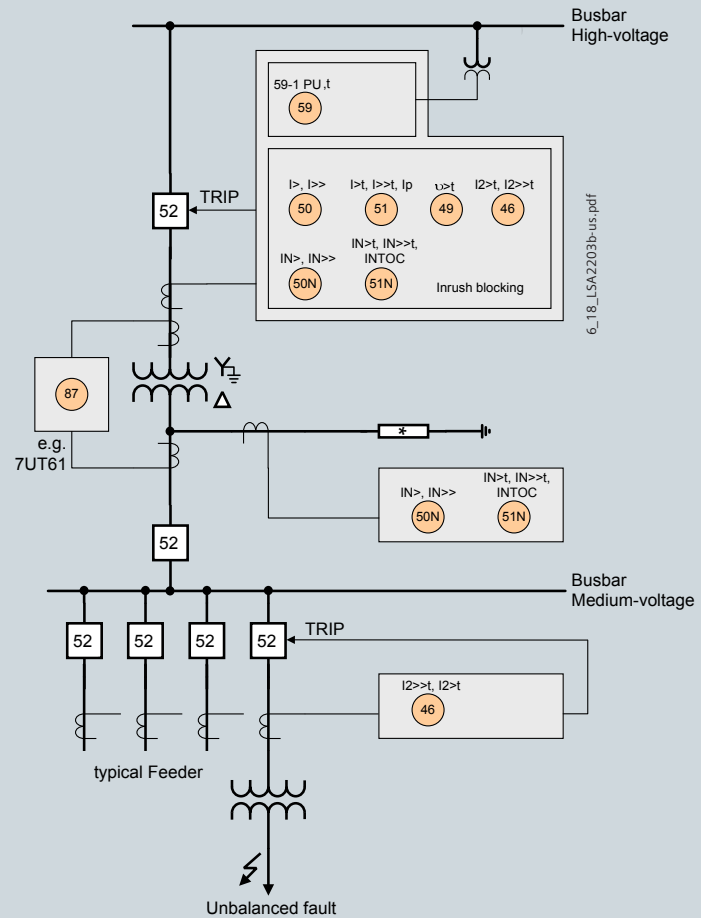 Busbar
High-voltage
59-1 PU,t
59
I>, I>>
I>t, I>>t, Ip
ʋ>t
I2>t, I2>>t
50
51
49
46
52
TRIP
IN>, IN>>
IN>t, IN>>t,
INTOC
50N
51N
Inrush blocking
6_18_LSA2203b-us.pdf
87
e.g.
7UT61
*
IN>, IN>>
IN>t, IN>>t,
INTOC
50N
51N
52
Busbar
Medium-voltage
52
52
52
52
TRIP
I2>>t, I2>t
46
typical Feeder
Unbalanced fault